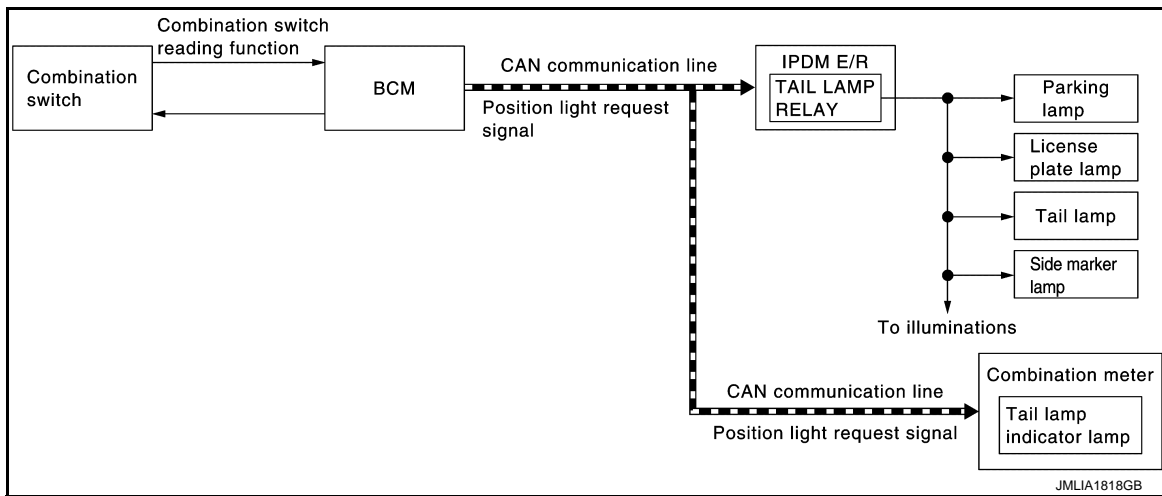 Combination switch
reading function
Combination
switch
BCM
CAN communication line
Position light request
signal
IPDM E/R
TAIL LAMP
RELAY
Parking
lamp
License
plate lamp
Tail lamp
Side marker
lamp
To illuminations
CAN communication line
Position light request signal
Combination meter
Tail lamp
indicator lamp
JMLIA1818GB